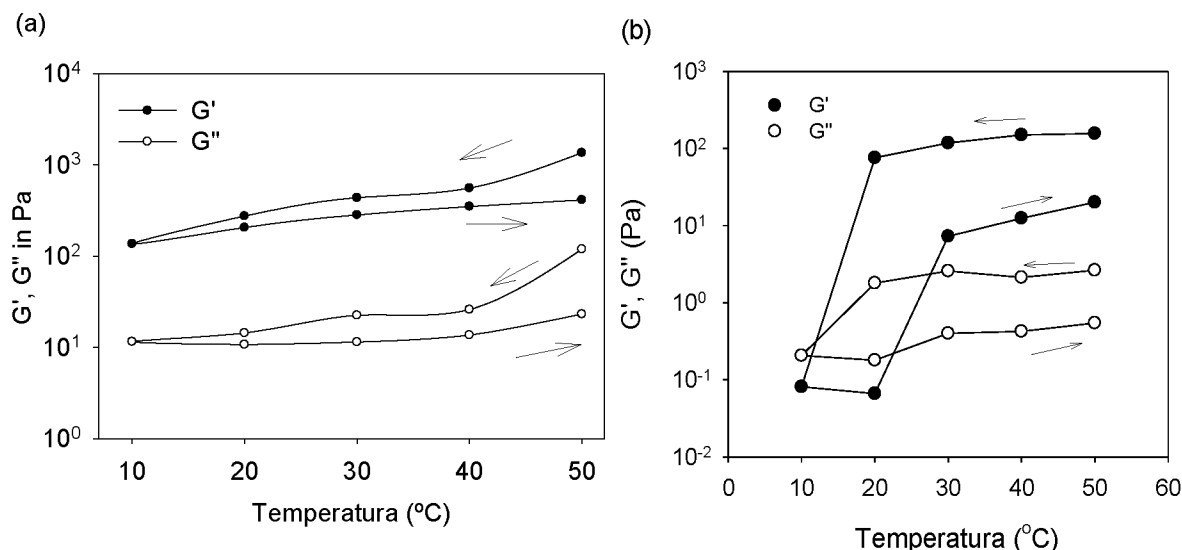 (a)
10⁴
10³
10²
10¹
10⁰
G', G'' in Pa
G'
G''
10 20 30 40 50
Temperatura (ºC)
(b)
10³
10²
10¹
10⁰
10⁻¹
10⁻²
G', G'' (Pa)
G'
G''
0 10 20 30 40 50 60
Temperatura (°C)